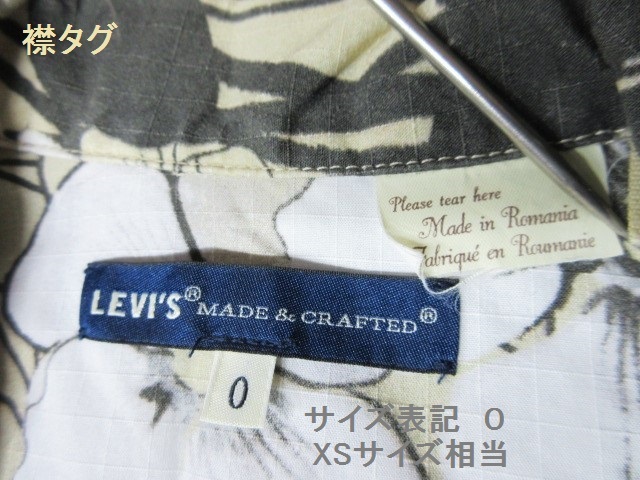 襟タグ
Please tear here
Made in Romania
Fabriqué en Roumanie
LEVI'S® MADE & CRAFTED®
0
サイズ表記 0
XSサイズ相当